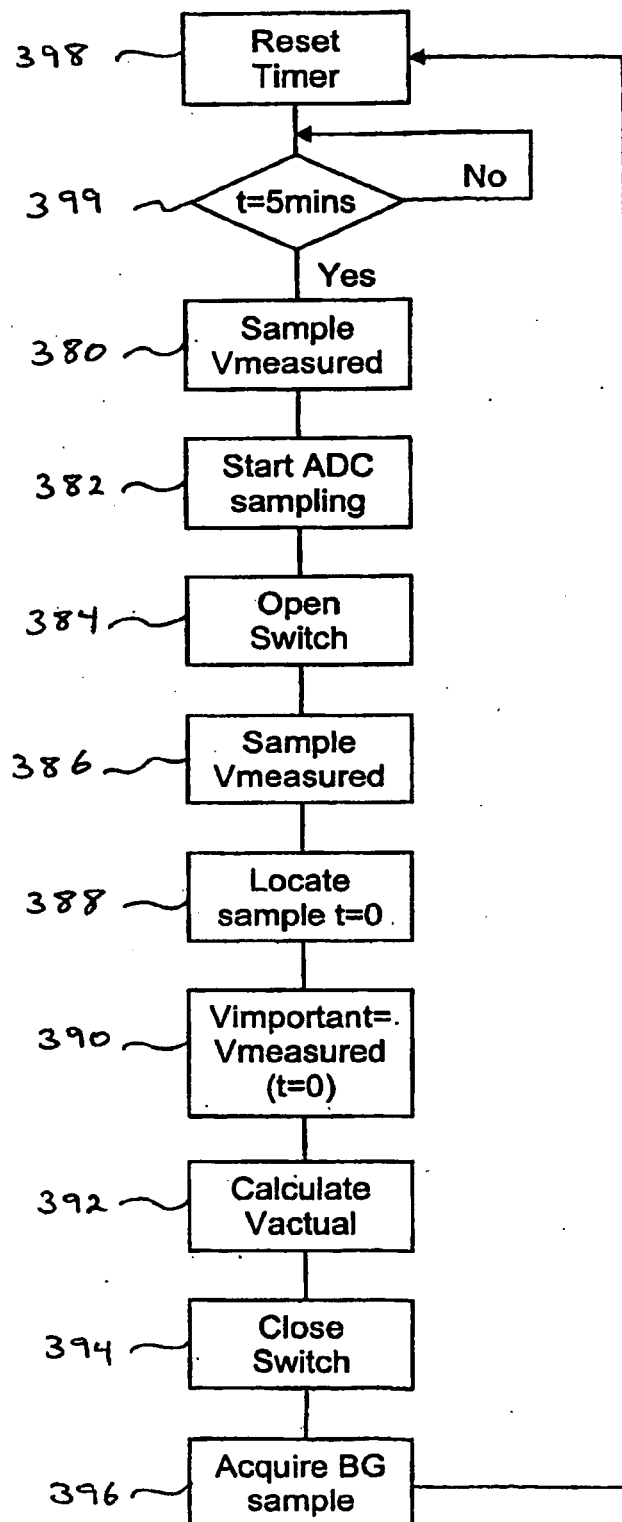 398
Reset
Timer
399
t=5mins
No
Yes
380
Sample
Vmeasured
382
Start ADC
sampling
384
Open
Switch
386
Sample
Vmeasured
388
Locate
sample t=0
390
Vimportant=
Vmeasured
(t=0)
392
Calculate
Vactual
394
Close
Switch
396
Acquire BG
sample